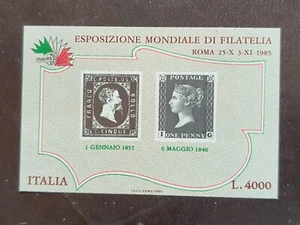 ESPOSIZIONE MONDIALE DI FILATELIA
ROMA 25-X 3-XI 1985
FRANCO
POSTE
BOLLO
C. CINQUE
POSTAGE
I G
ONE PENNY
1 GENNAIO 1851
6 MAGGIO 1840
ITALIA
L. 4000